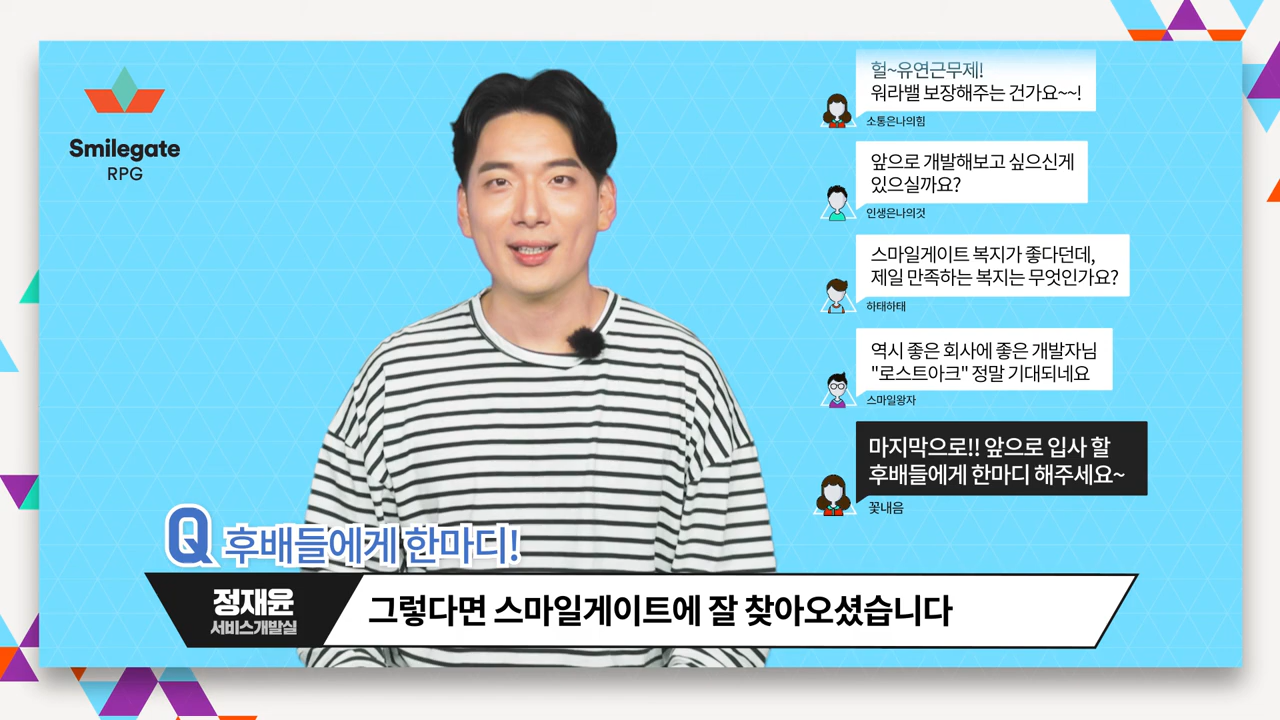 Smilegate
RPG
헐~유연근무제!
워라밸 보장해주는 건가요~~!
소통은나의힘
앞으로 개발해보고 싶으신게
있으실까요?
인생은나의것
스마일게이트 복지가 좋다던데,
제일 만족하는 복지는 무엇인가요?
하태하태
역시 좋은 회사에 좋은 개발자님
"로스트아크" 정말 기대되네요
스마일왕자
마지막으로!! 앞으로 입사 할
후배들에게 한마디 해주세요~
꽃내음
Q 후배들에게 한마디!
정재윤
서비스개발실
그렇다면 스마일게이트에 잘 찾아오셨습니다